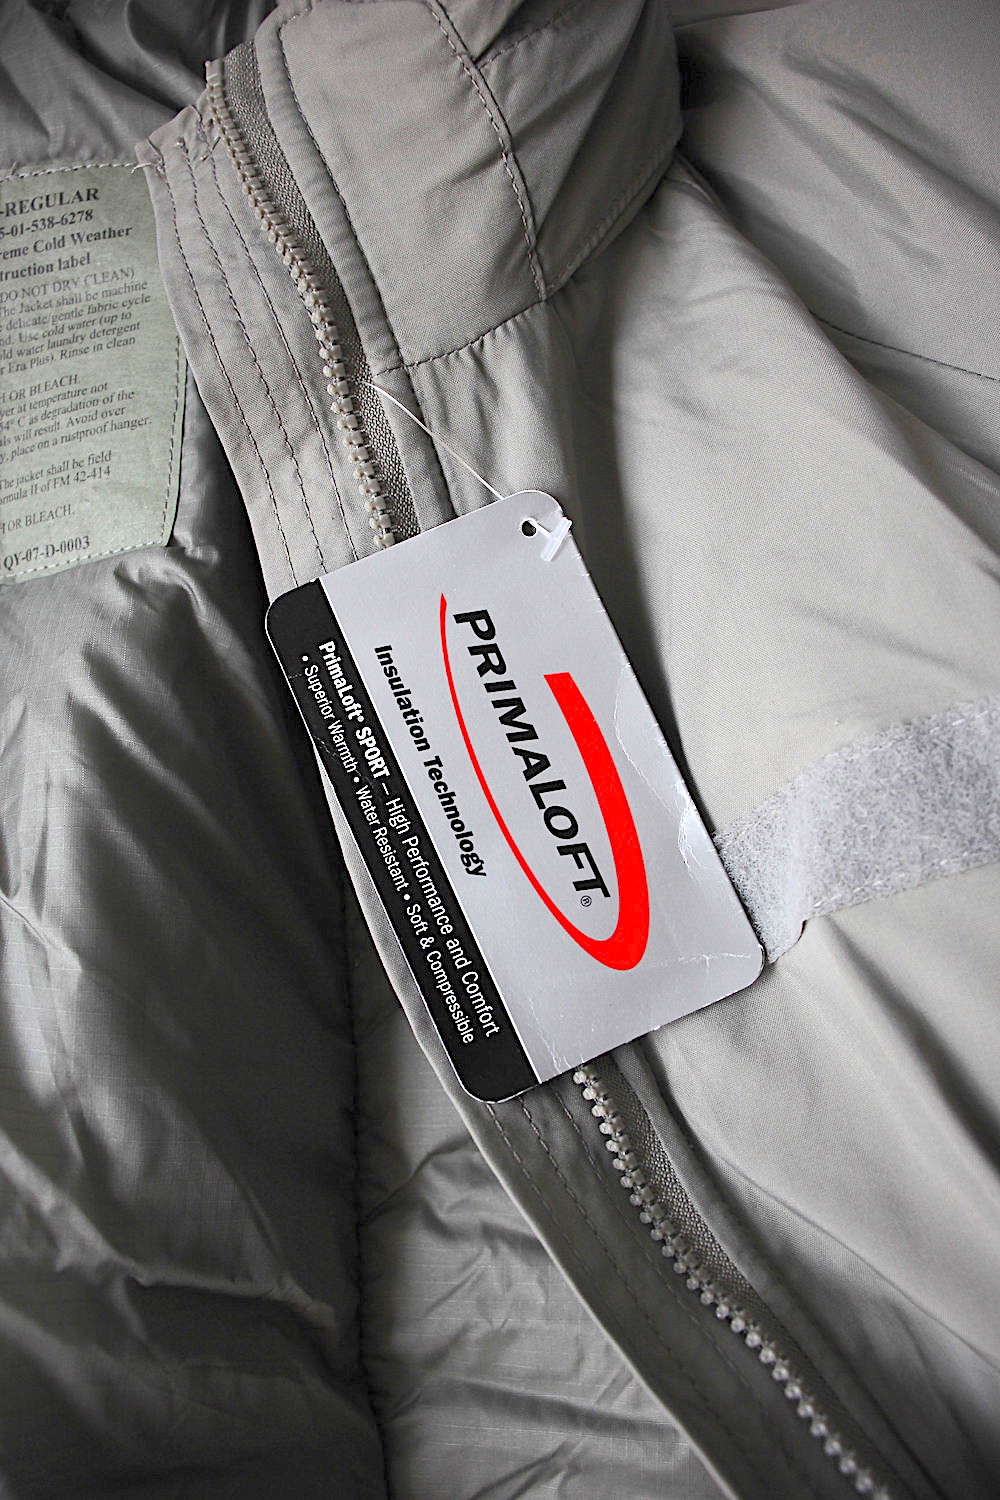 -REGULAR
5-01-538-6278
reme Cold Weather
truction label
DO NOT DRY CLEAN)
The Jacket shall be machine
delicate/gentle fabric cycle
nd. Use cold water (up to
old water laundry detergent
r Era Plus). Rinse in clean
H OR BLEACH.
yer at temperature not
54° C as degradation of the
als will result. Avoid over
y, place on a rustproof hanger.
The jacket shall be field
ormula II of FM 42-414
H OR BLEACH.
QY-07-D-0003
PRIMALOFT®
Insulation Technology
PrimaLoft® SPORT – High Performance and Comfort
• Superior Warmth • Water Resistant • Soft & Compressible